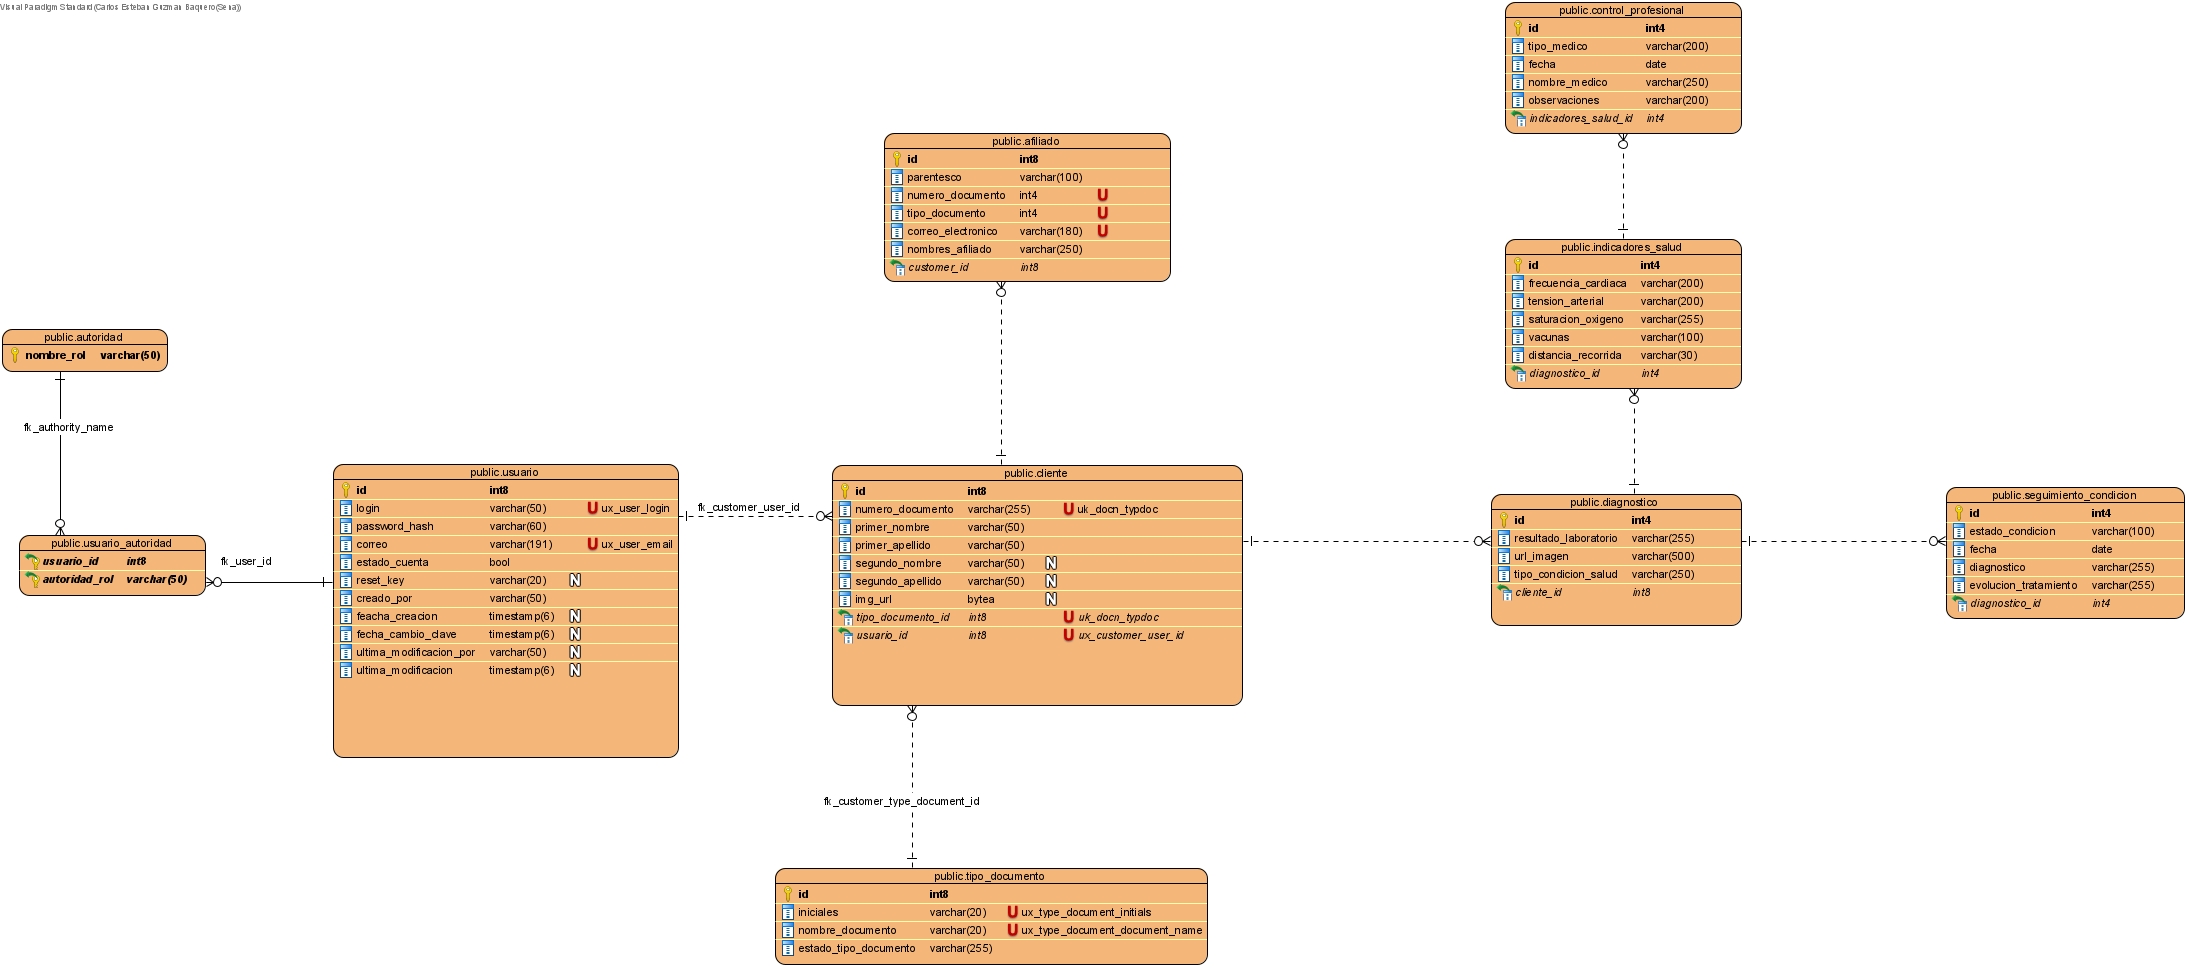 Visual Paradigm Standard(Carlos Esteban Guzman Baquero(Sena))
public.control_profesional
id int4
tipo_medico varchar(200)
fecha date
nombre_medico varchar(250)
observaciones varchar(200)
indicadores_salud_id int4
public.afiliado
id int8
parentesco varchar(100)
numero_documento int4 U
tipo_documento int4 U
correo_electronico varchar(180) U
nombres_afiliado varchar(250)
customer_id int8
public.indicadores_salud
id int4
frecuencia_cardiaca varchar(200)
tension_arterial varchar(200)
saturacion_oxigeno varchar(255)
vacunas varchar(100)
distancia_recorrida varchar(30)
diagnostico_id int4
public.autoridad
nombre_rol varchar(50)
fk_authority_name
public.usuario_autoridad
usuario_id int8
autoridad_rol varchar(50)
fk_user_id
public.usuario
id int8
login varchar(50) U ux_user_login
password_hash varchar(60)
correo varchar(191) U ux_user_email
estado_cuenta bool
reset_key varchar(20) N
creado_por varchar(50)
feacha_creacion timestamp(6) N
fecha_cambio_clave timestamp(6) N
ultima_modificacion_por varchar(50) N
ultima_modificacion timestamp(6) N
fk_customer_user_id
public.cliente
id int8
numero_documento varchar(255) U uk_docn_typdoc
primer_nombre varchar(50)
primer_apellido varchar(50)
segundo_nombre varchar(50) N
segundo_apellido varchar(50) N
img_url bytea N
tipo_documento_id int8 U uk_docn_typdoc
usuario_id int8 U ux_customer_user_id
public.diagnostico
id int4
resultado_laboratorio varchar(255)
url_imagen varchar(500)
tipo_condicion_salud varchar(250)
cliente_id int8
public.seguimiento_condicion
id int4
estado_condicion varchar(100)
fecha date
diagnostico varchar(255)
evolucion_tratamiento varchar(255)
diagnostico_id int4
fk_customer_type_document_id
public.tipo_documento
id int8
iniciales varchar(20) U ux_type_document_initials
nombre_documento varchar(20) U ux_type_document_document_name
estado_tipo_documento varchar(255)